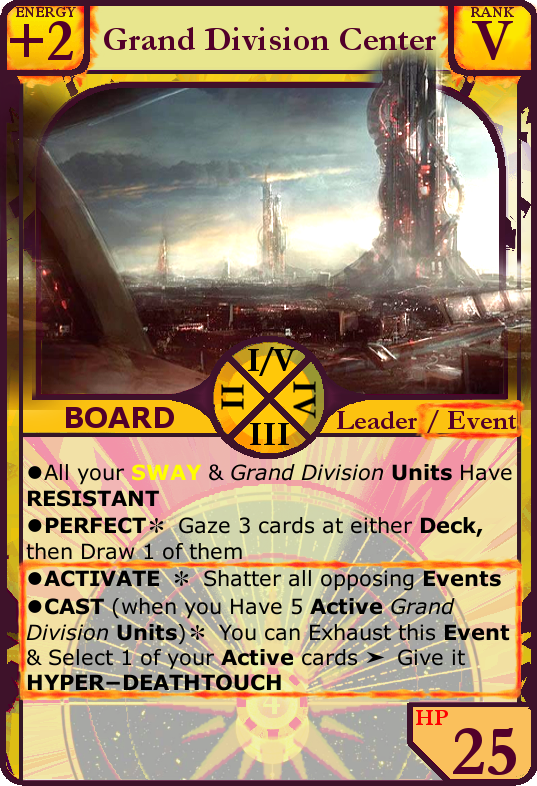 ENERGY
+2
Grand Division Center
RANK
V
I/V
II
IV
III
BOARD
Leader / Event
●All your SWAY & Grand Division Units Have
RESISTANT
●PERFECT✻ Gaze 3 cards at either Deck,
then Draw 1 of them
●ACTIVATE ✻ Shatter all opposing Events
●CAST (when you Have 5 Active Grand
Division Units)✻ You can Exhaust this Event
& Select 1 of your Active cards ➤ Give it
HYPER−DEATHTOUCH
4
HP
25